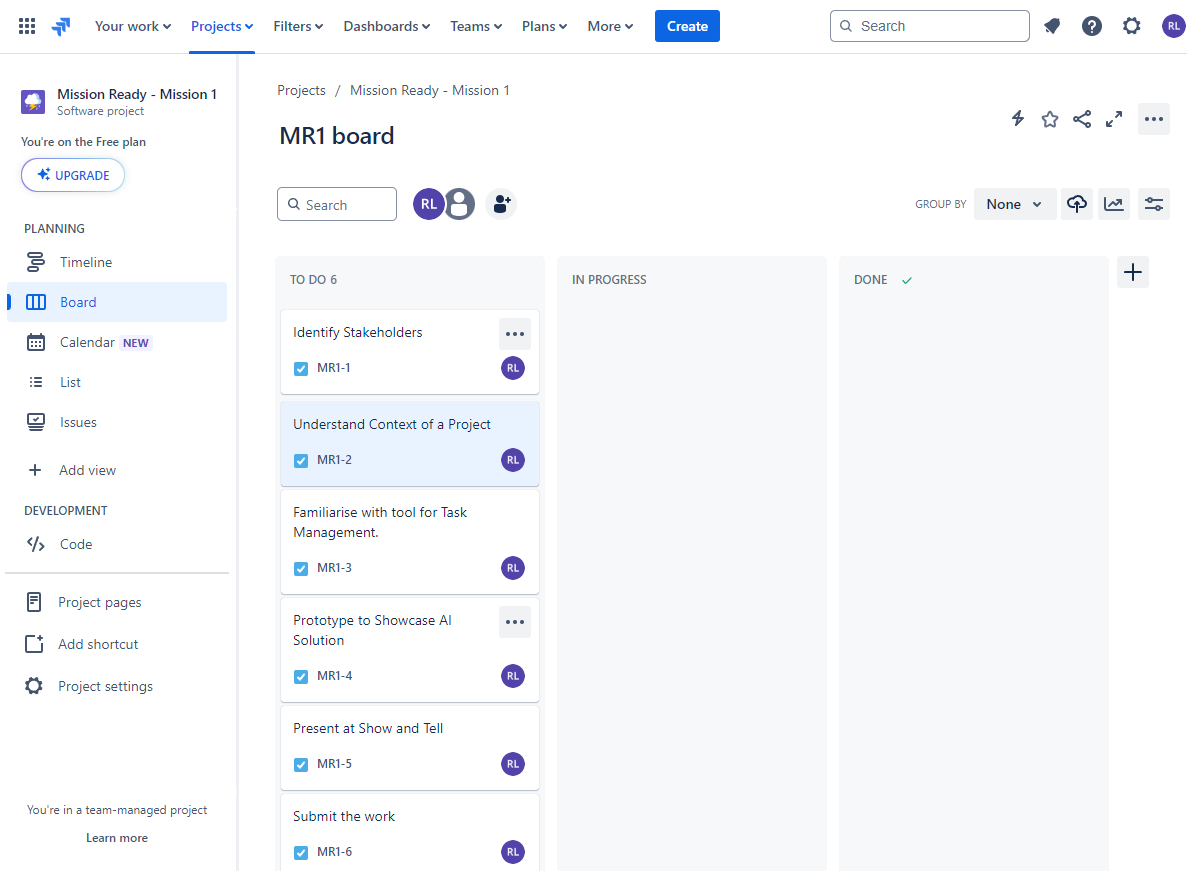 Your work
Projects
Filters
Dashboards
Teams
Plans
More
Create
Search
RL
Mission Ready - Mission 1
Software project
You're on the Free plan
UPGRADE
PLANNING
Timeline
Board
Calendar NEW
List
Issues
Add view
DEVELOPMENT
Code
Project pages
Add shortcut
Project settings
You're in a team-managed project
Learn more
Projects / Mission Ready - Mission 1
MR1 board
Search
RL
GROUP BY
None
TO DO 6
Identify Stakeholders
MR1-1
RL
Understand Context of a Project
MR1-2
RL
Familiarise with tool for Task
Management.
MR1-3
RL
Prototype to Showcase AI
Solution
MR1-4
RL
Present at Show and Tell
MR1-5
RL
Submit the work
MR1-6
RL
IN PROGRESS
DONE